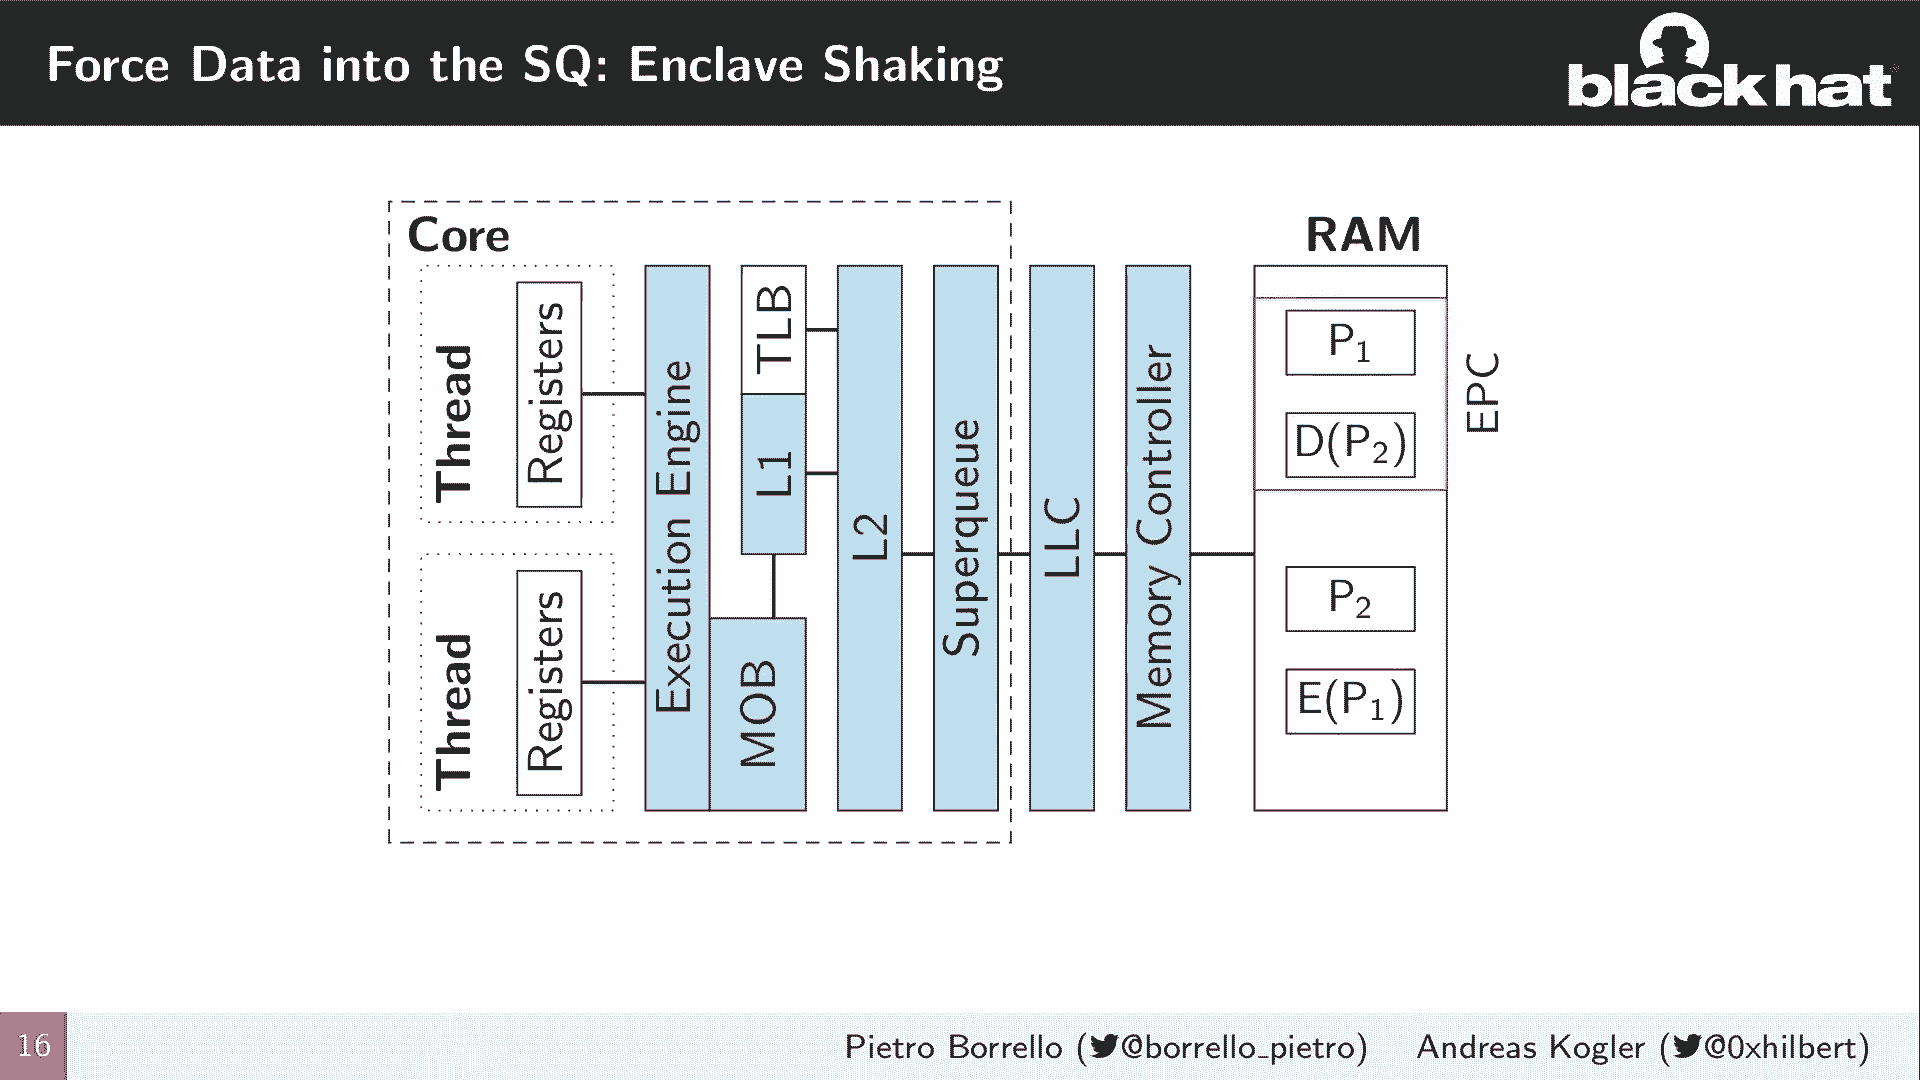 Force Data into the SQ: Enclave Shaking
black hat
Core
RAM
Thread
Registers
Thread
Registers
Execution Engine
TLB
L1
MOB
L2
Superqueue
LLC
Memory Controller
P1
D(P2)
EPC
P2
E(P1)
16
Pietro Borrello (@borrello_pietro) Andreas Kogler (@0xhilbert)